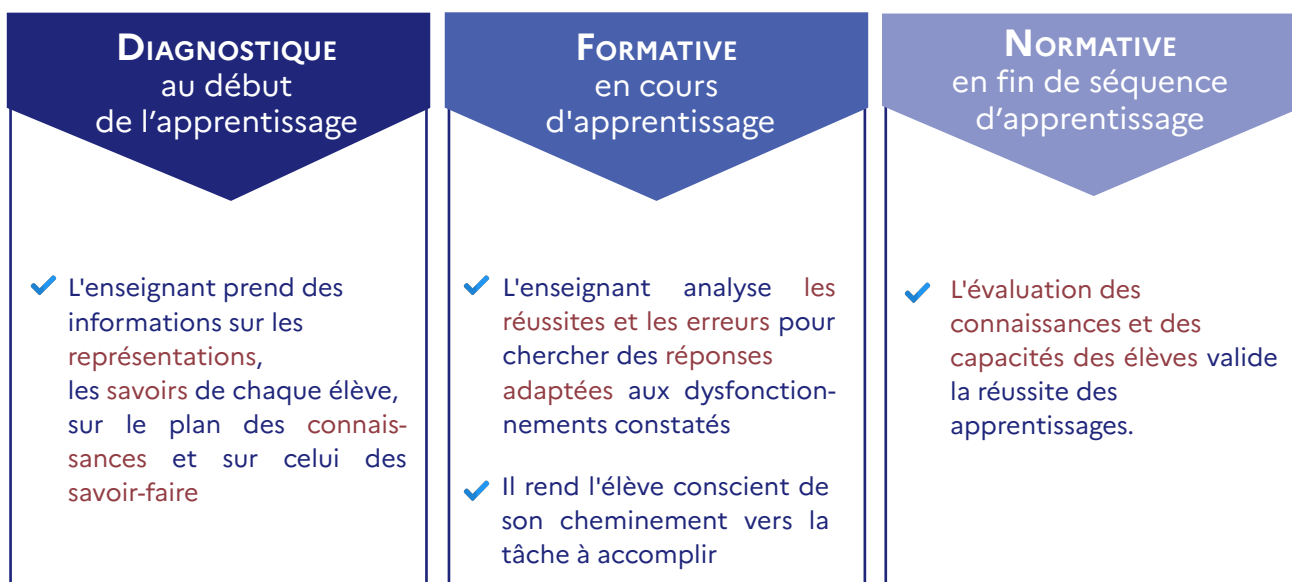 DIAGNOSTIQUE
au début
de l’apprentissage
L'enseignant prend des
informations sur les
représentations,
les savoirs de chaque élève,
sur le plan des connais-
sances et sur celui des
savoir-faire
FORMATIVE
en cours
d'apprentissage
L'enseignant analyse les
réussites et les erreurs pour
chercher des réponses
adaptées aux dysfonction-
nements constatés
Il rend l'élève conscient de
son cheminement vers la
tâche à accomplir
NORMATIVE
en fin de séquence
d’apprentissage
L'évaluation des
connaissances et des
capacités des élèves valide
la réussite des
apprentissages.